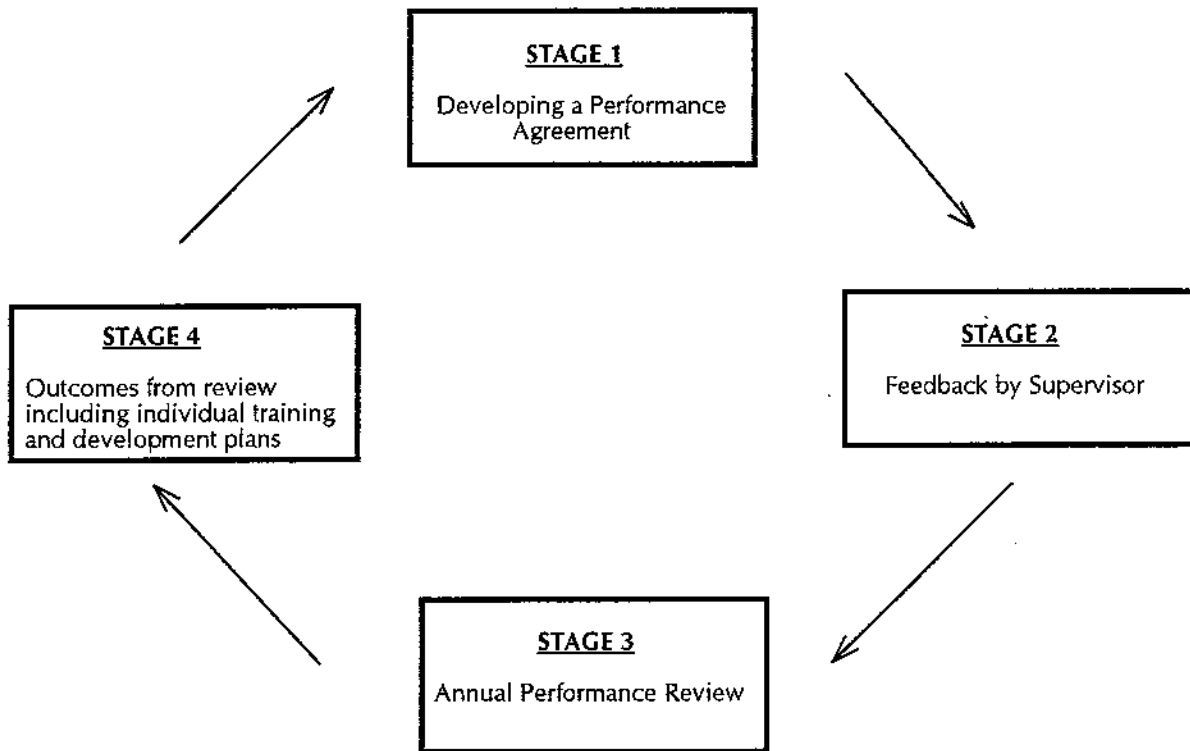 STAGE 1
Developing a Performance
Agreement
STAGE 2
Feedback by Supervisor
STAGE 3
Annual Performance Review
STAGE 4
Outcomes from review
including individual training
and development plans